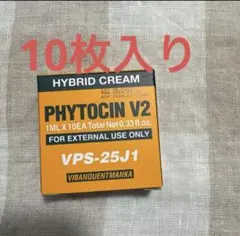 10枚入り
HYBRID CREAM
PHYTOCIN V2
1ML X 10EA Total Net 0.33 fl.oz.
FOR EXTERNAL USE ONLY
VPS-25J1
VIBANQUENTMANKA